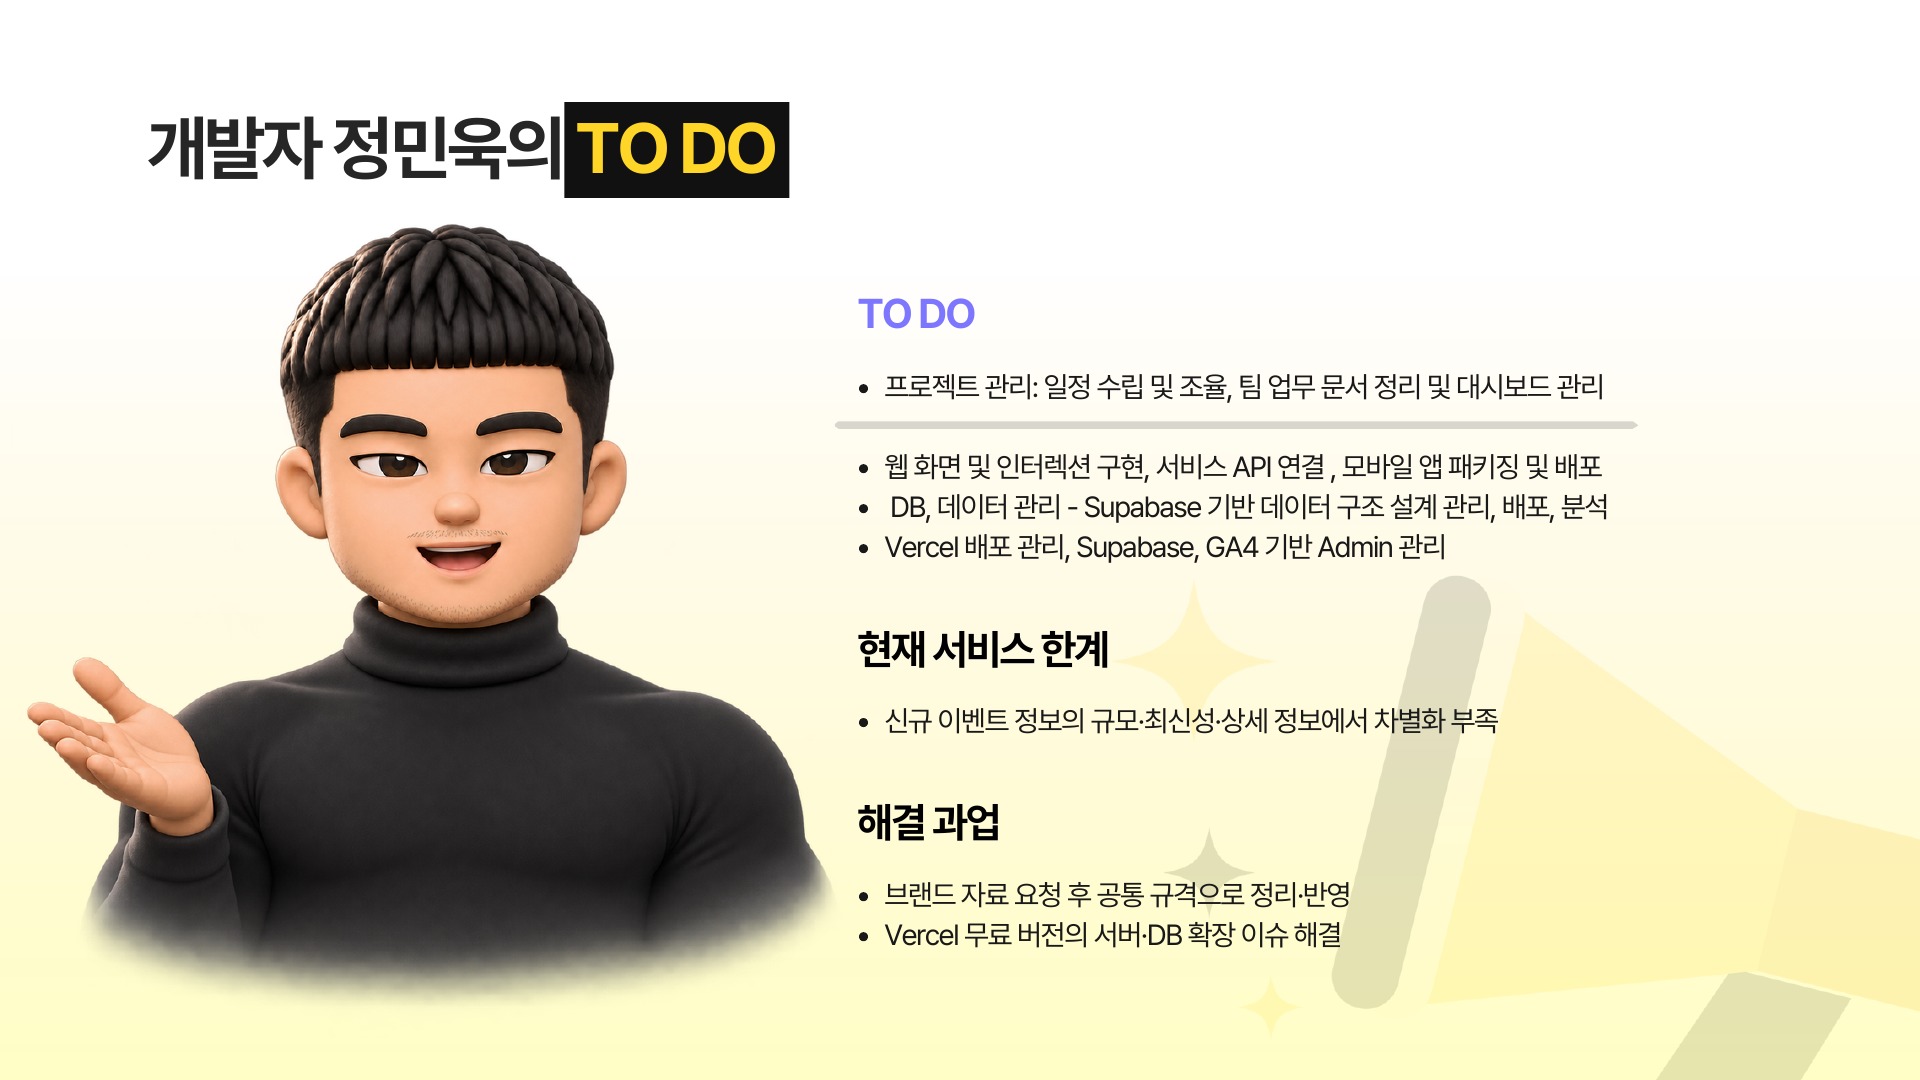 개발자 정민욱의 TO DO
TO DO
• 프로젝트 관리: 일정 수립 및 조율, 팀 업무 문서 정리 및 대시보드 관리
• 웹 화면 및 인터렉션 구현, 서비스 API 연결 , 모바일 앱 패키징 및 배포
• DB, 데이터 관리 - Supabase 기반 데이터 구조 설계 관리, 배포, 분석
• Vercel 배포 관리, Supabase, GA4 기반 Admin 관리
현재 서비스 한계
• 신규 이벤트 정보의 규모·최신성·상세 정보에서 차별화 부족
해결 과업
• 브랜드 자료 요청 후 공통 규격으로 정리·반영
• Vercel 무료 버전의 서버·DB 확장 이슈 해결